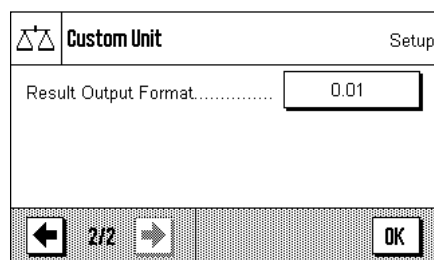 Custom Unit
Setup
Result Output Format............... 0.01
2/2
OK